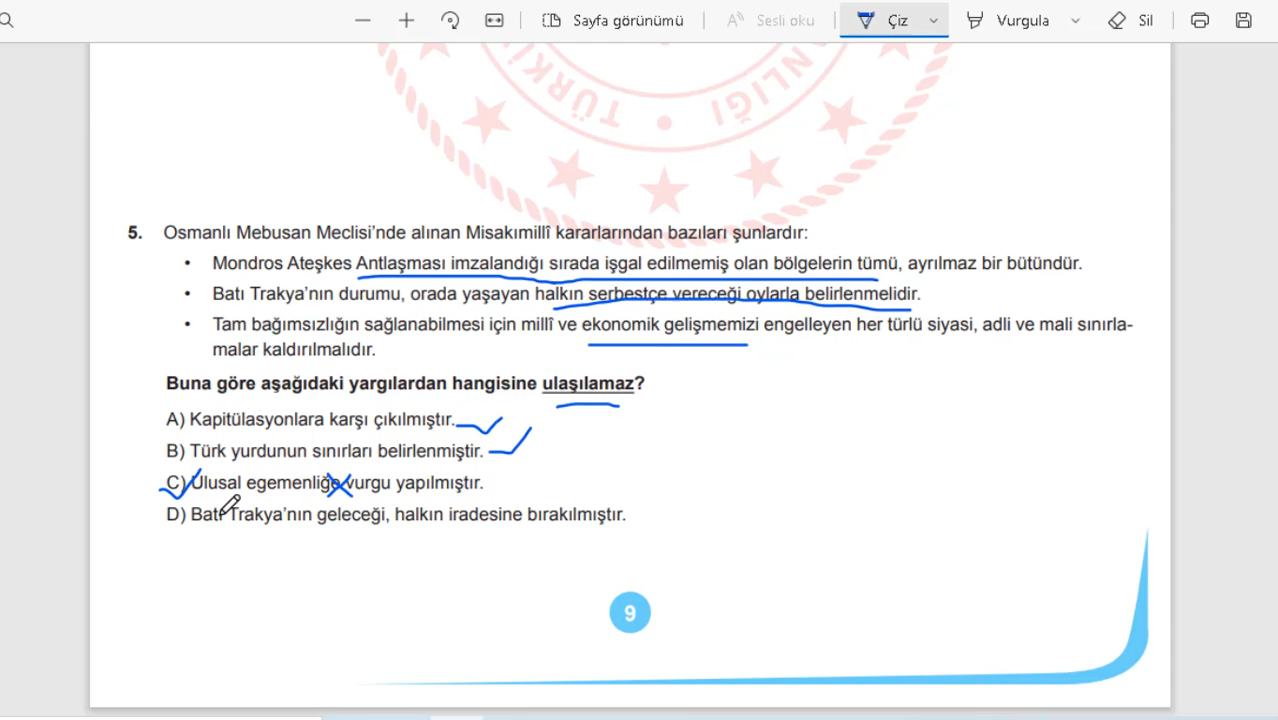 Sayfa görünümü
Sesli oku
Çiz
Vurgula
Sil
TÜRKİY
ANLIĞI
5. Osmanlı Mebusan Meclisi’nde alınan Misakımillî kararlarından bazıları şunlardır:
• Mondros Ateşkes Antlaşması imzalandığı sırada işgal edilmemiş olan bölgelerin tümü, ayrılmaz bir bütündür.
• Batı Trakya’nın durumu, orada yaşayan halkın serbestçe vereceği oylarla belirlenmelidir.
• Tam bağımsızlığın sağlanabilmesi için millî ve ekonomik gelişmemizi engelleyen her türlü siyasi, adli ve mali sınırla-
malar kaldırılmalıdır.
Buna göre aşağıdaki yargılardan hangisine ulaşılamaz?
A) Kapitülasyonlara karşı çıkılmıştır.
B) Türk yurdunun sınırları belirlenmiştir.
C) Ulusal egemenliğe vurgu yapılmıştır.
D) Batı Trakya’nın geleceği, halkın iradesine bırakılmıştır.
9